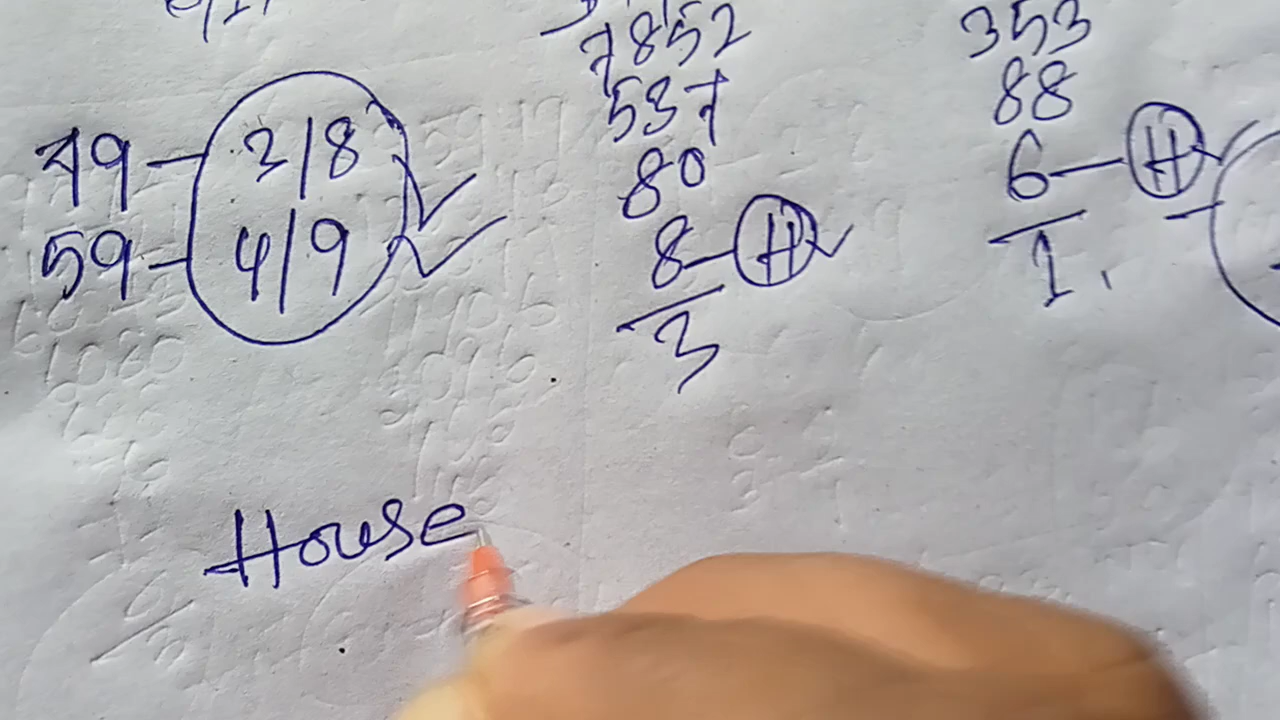 79 - 3/8
59 - 4/9
7852
537
80
8 - H
3
353
88
6 - H
1.
House